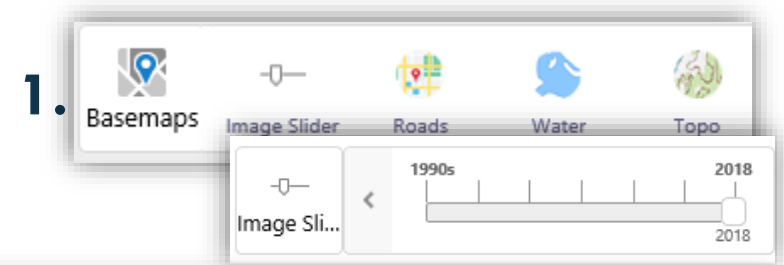 1.
Basemaps Image Slider Roads Water Topo
1990s 2018
Image Sli...
2018